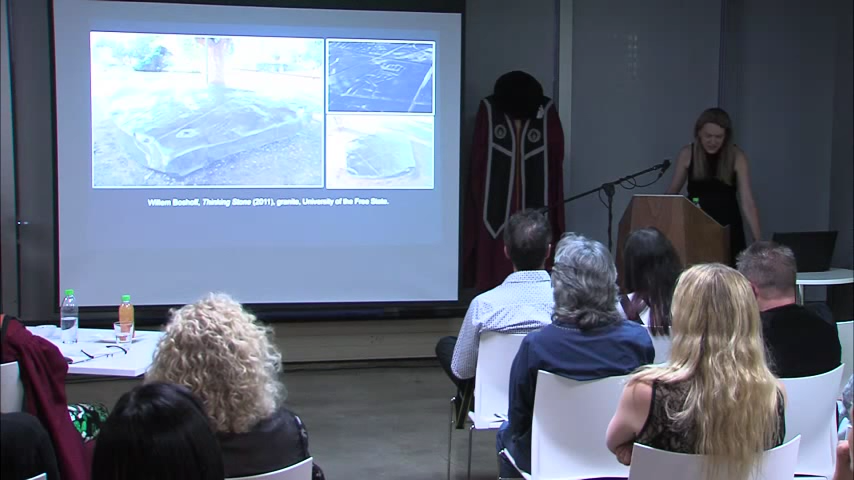 Willem Boshoff, Thinking Stone (2011), granite, University of the Free State.